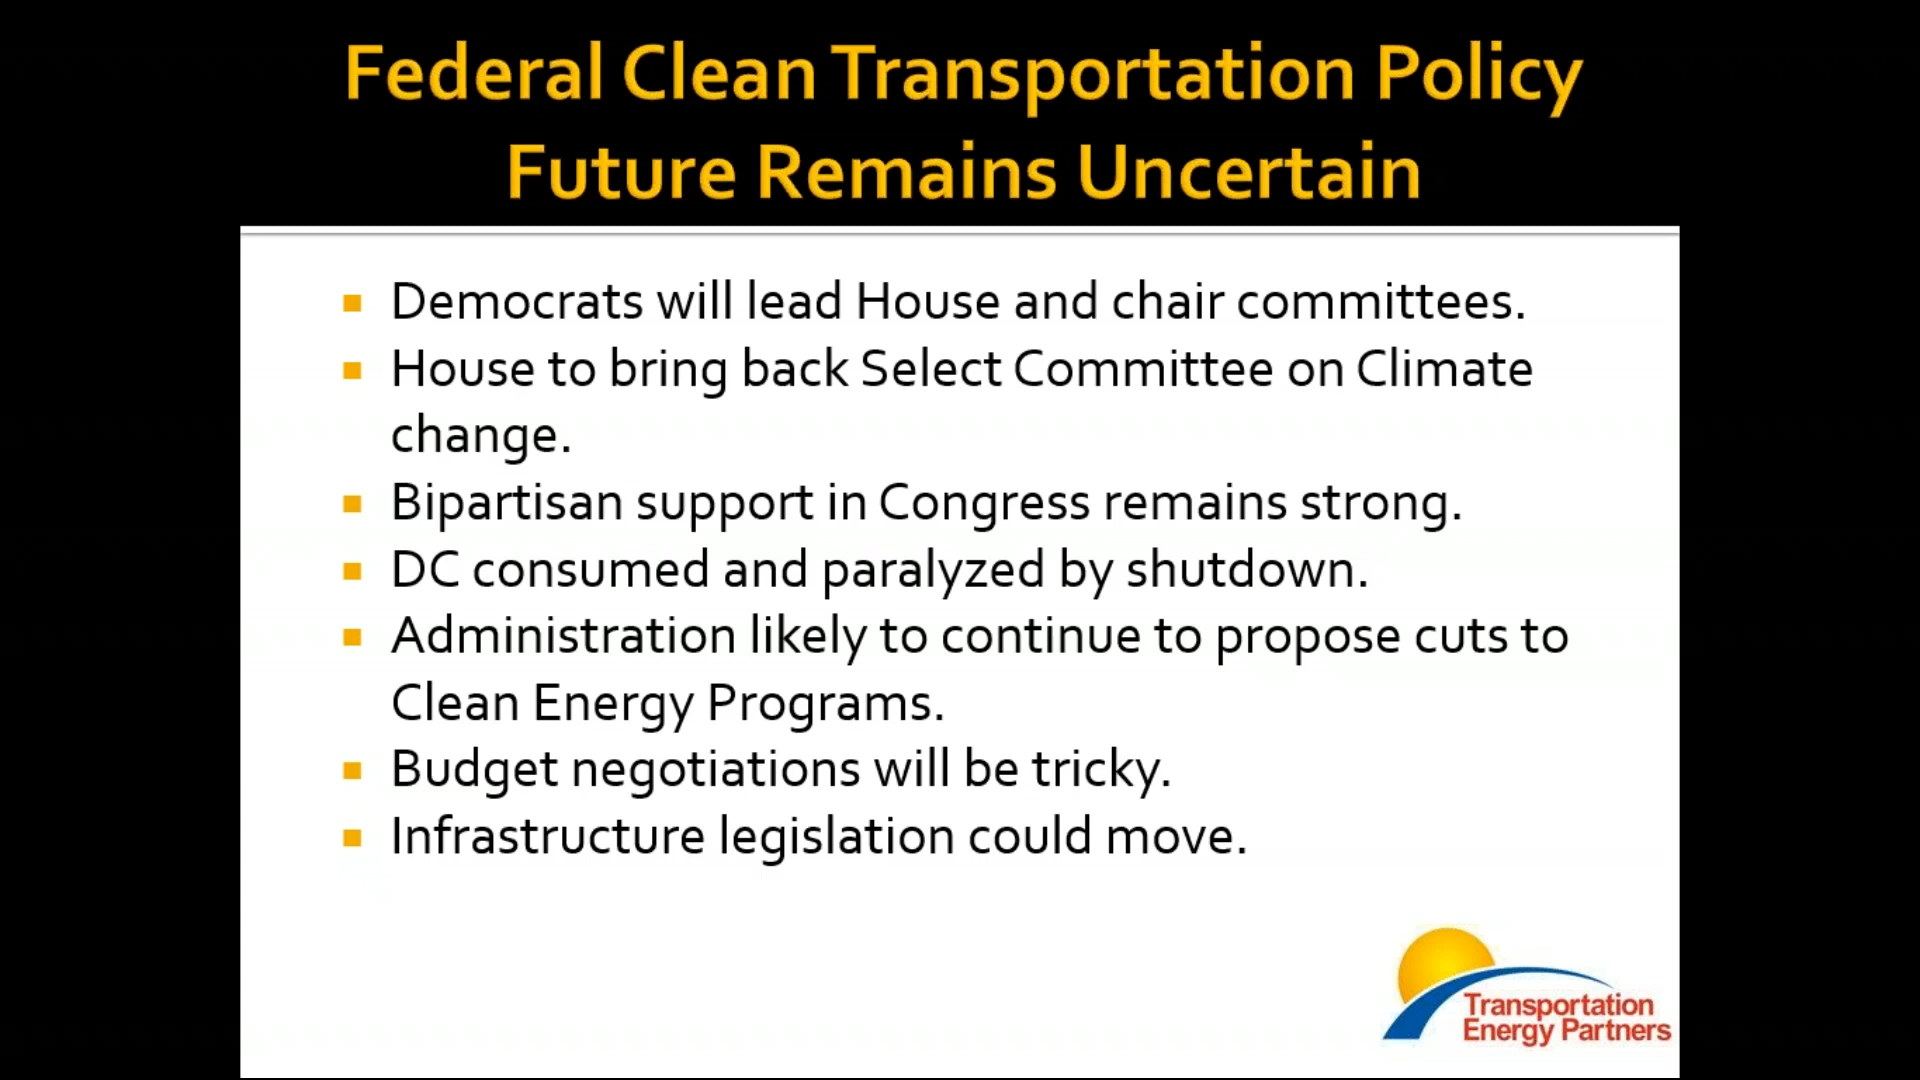 Federal Clean Transportation Policy
Future Remains Uncertain
Democrats will lead House and chair committees.
House to bring back Select Committee on Climate
change.
Bipartisan support in Congress remains strong.
DC consumed and paralyzed by shutdown.
Administration likely to continue to propose cuts to
Clean Energy Programs.
Budget negotiations will be tricky.
Infrastructure legislation could move.
Transportation
Energy Partners